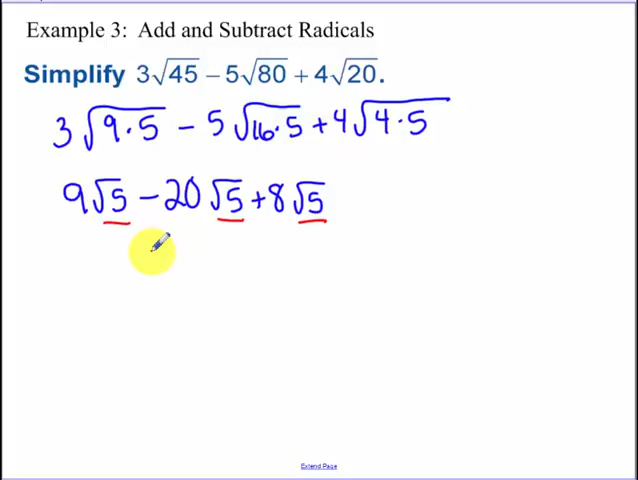 Example 3: Add and Subtract Radicals
Simplify 3√45 − 5√80 + 4√20.
3√9·5 − 5√16·5 + 4√4·5
9√5 − 20√5 + 8√5
Extend Page